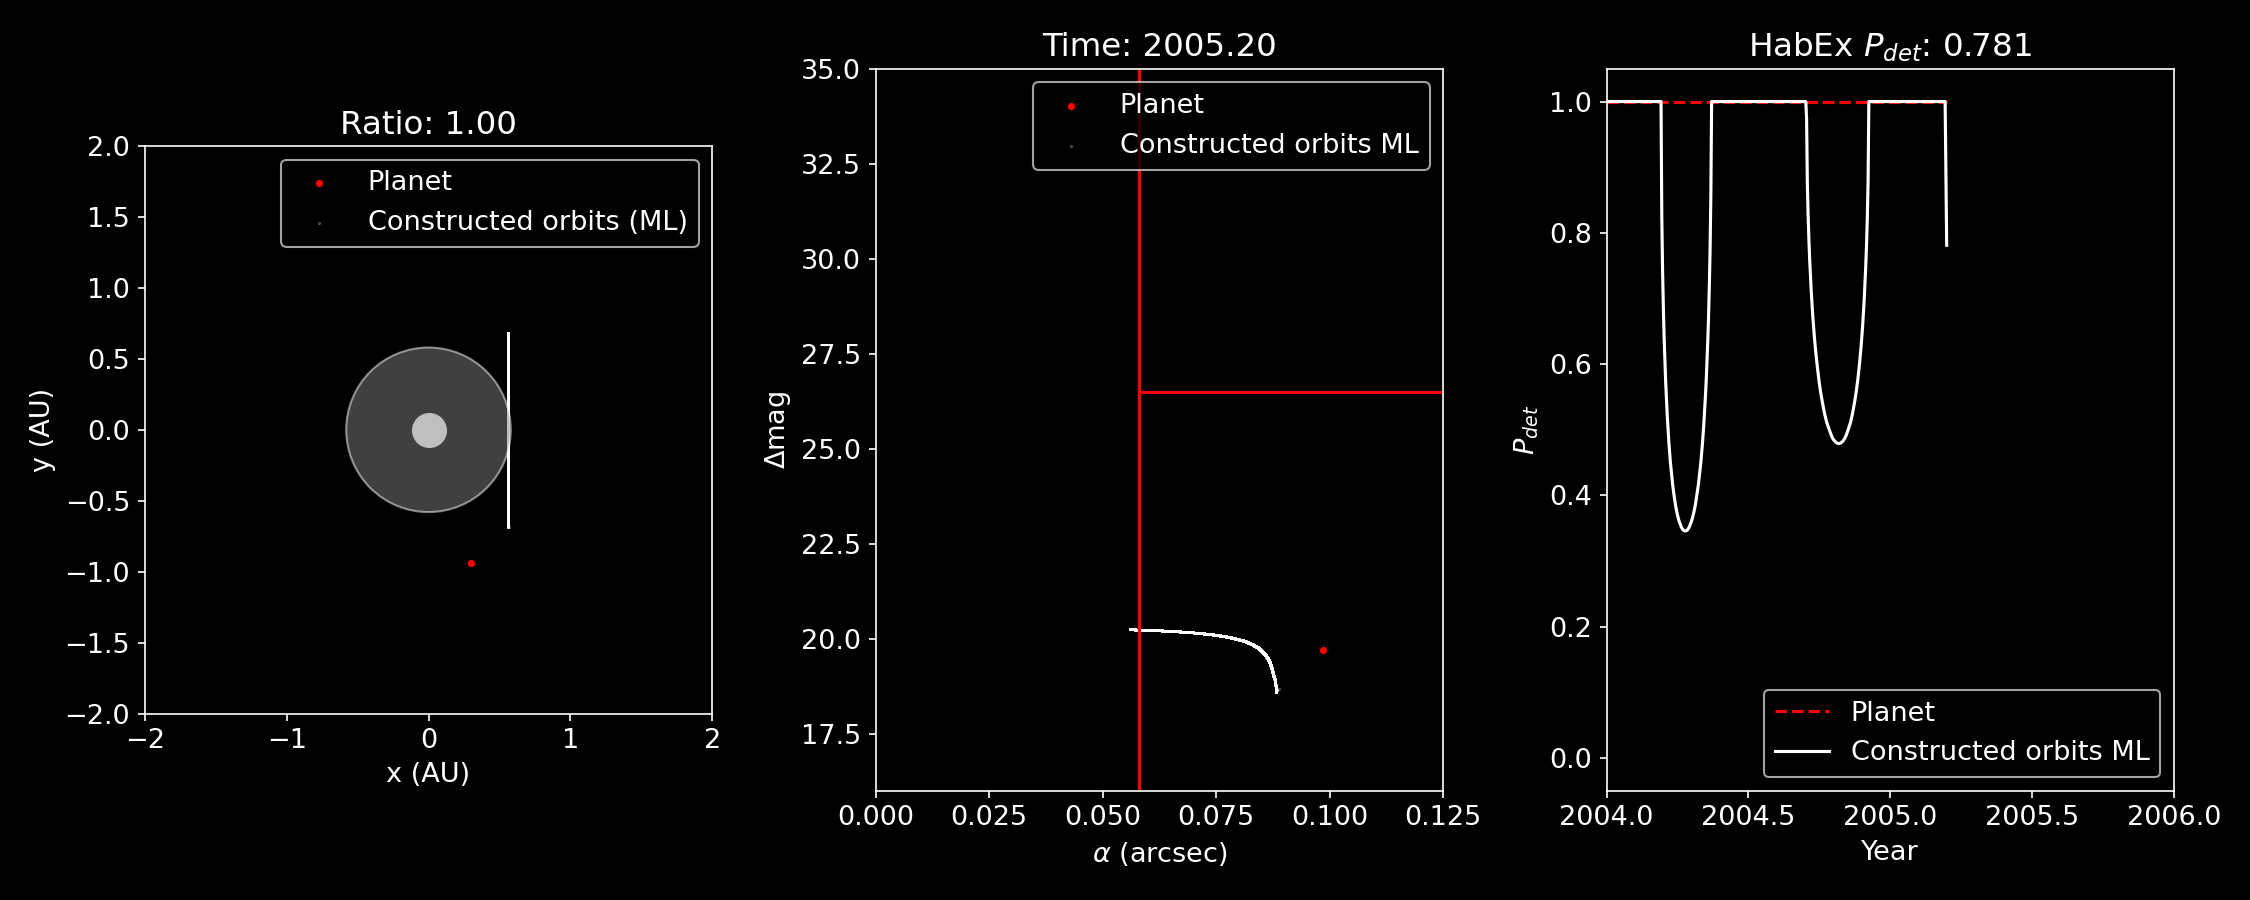 Ratio: 1.00
Planet
Constructed orbits (ML)
2.0
1.5
1.0
0.5
0.0
−0.5
−1.0
−1.5
−2.0
y (AU)
−2
−1
0
1
2
x (AU)
Time: 2005.20
Planet
Constructed orbits ML
35.0
32.5
30.0
27.5
25.0
22.5
20.0
17.5
Δmag
0.000
0.025
0.050
0.075
0.100
0.125
α (arcsec)
HabEx P_det: 0.781
1.0
0.8
0.6
0.4
0.2
0.0
P_det
Planet
Constructed orbits ML
2004.0
2004.5
2005.0
2005.5
2006.0
Year